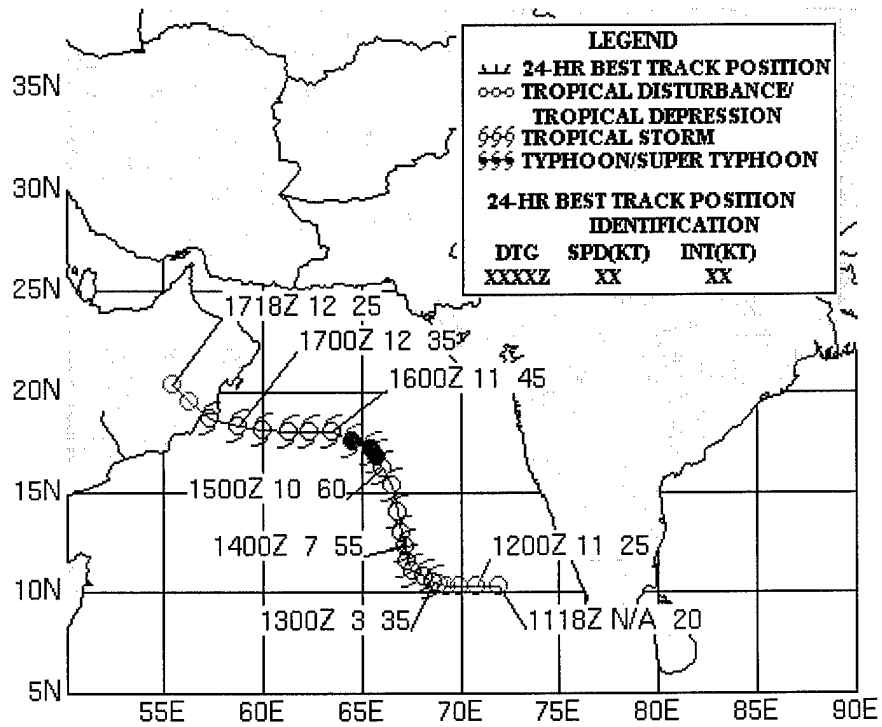 LEGEND
24-HR BEST TRACK POSITION
TROPICAL DISTURBANCE/
TROPICAL DEPRESSION
TROPICAL STORM
TYPHOON/SUPER TYPHOON
24-HR BEST TRACK POSITION
IDENTIFICATION
DTG SPD(KT) INT(KT)
XXXXZ XX XX
35N
30N
25N
20N
15N
10N
5N
1718Z 12 25
1700Z 12 35
1600Z 11 45
1500Z 10 60
1400Z 7 55
1200Z 11 25
1300Z 3 35
1118Z N/A 20
55E 60E 65E 70E 75E 80E 85E 90E